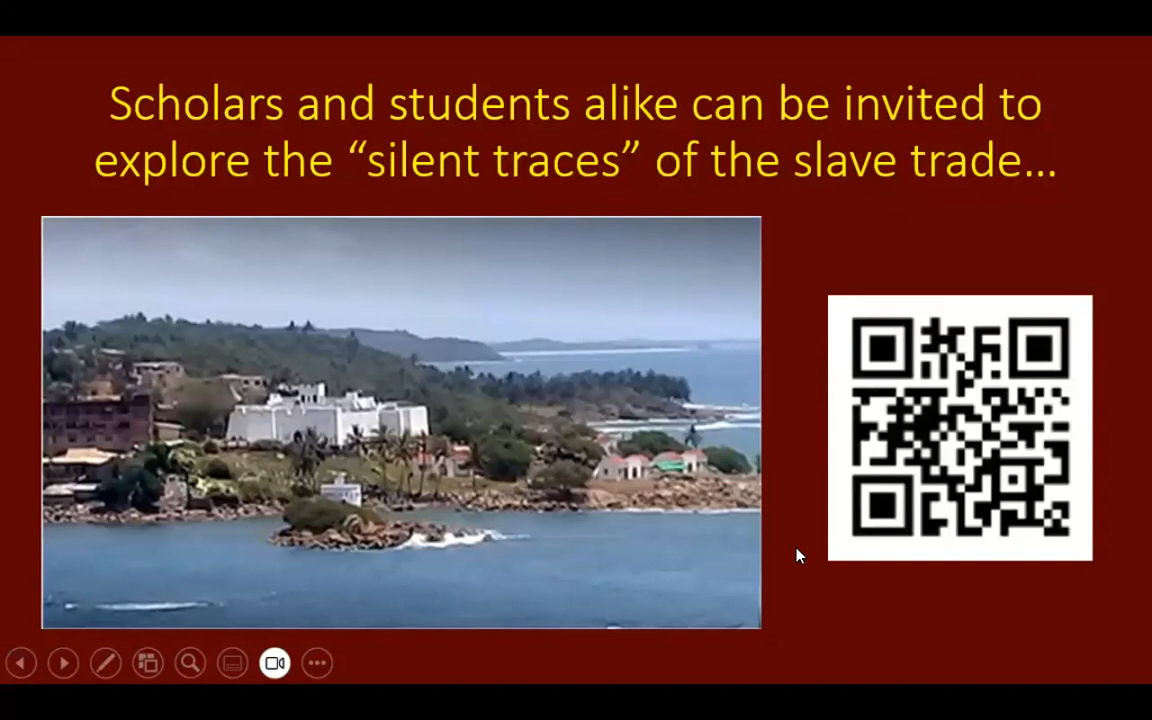 Scholars and students alike can be invited to
explore the “silent traces” of the slave trade...